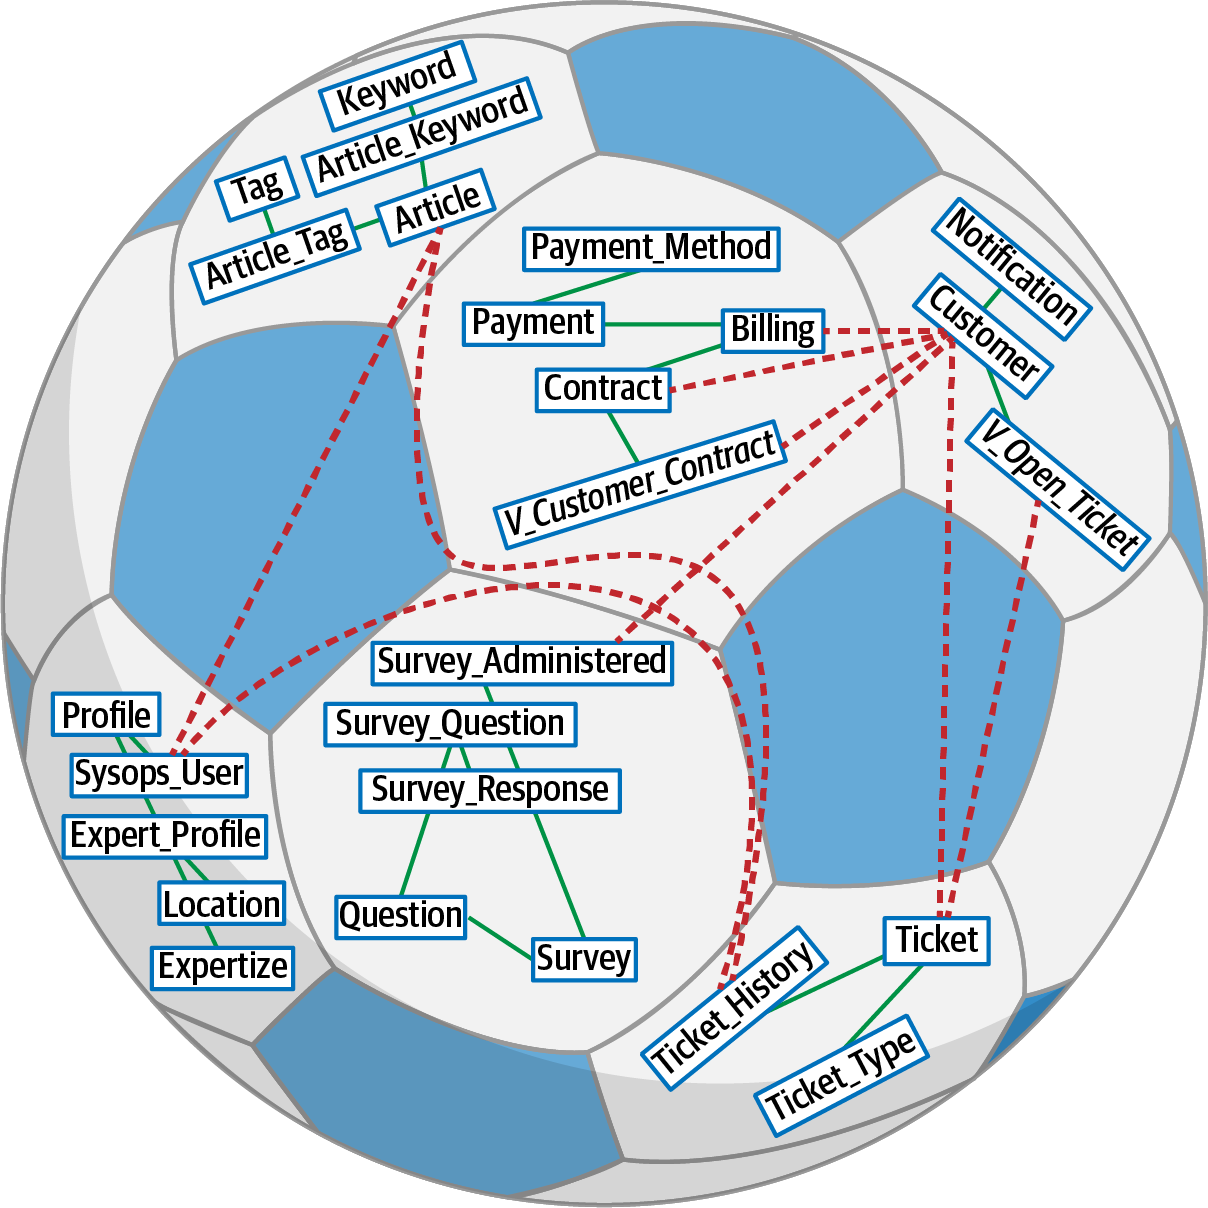 Keyword
Article_Keyword
Tag
Article
Article_Tag
Payment_Method
Payment
Billing
Contract
V_Customer_Contract
Notification
Customer
V_Open_Ticket
Survey_Administered
Survey_Question
Survey_Response
Question
Survey
Profile
Sysops_User
Expert_Profile
Location
Expertize
Ticket
Ticket_History
Ticket_Type